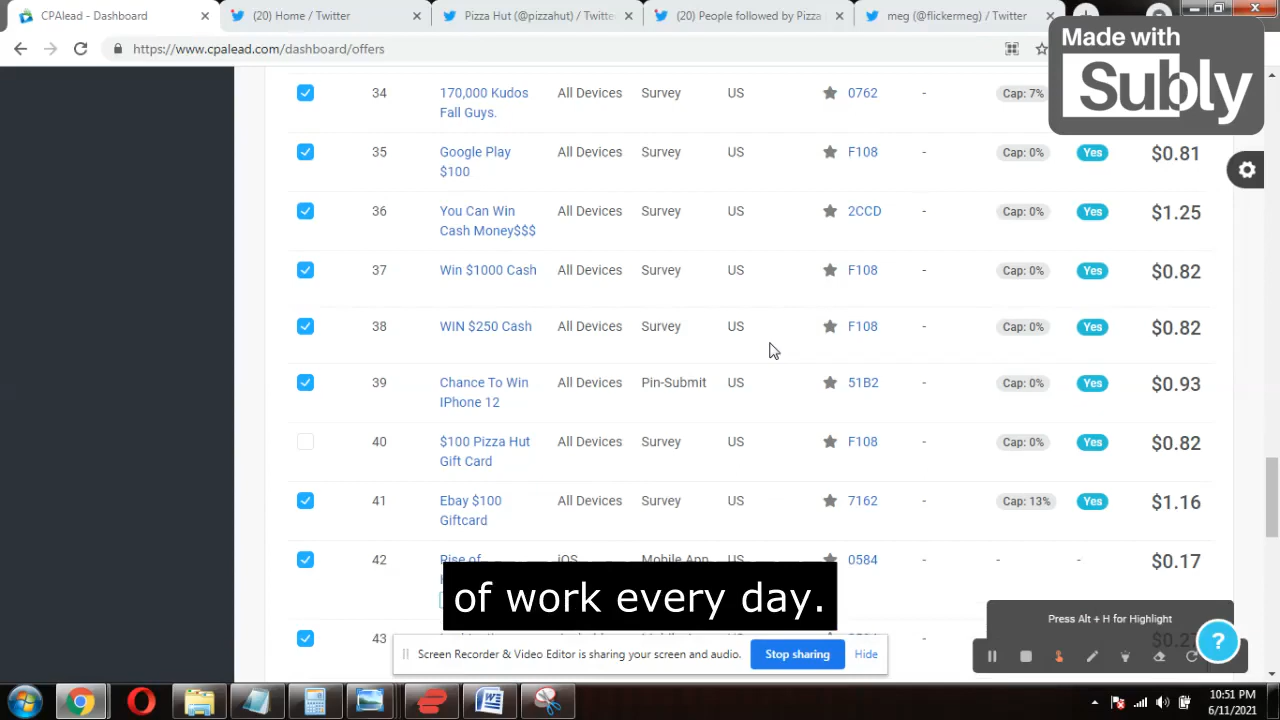 CPAlead - Dashboard
(20) Home / Twitter
Pizza Hut (@pizzahut) / Twitte
(20) People followed by Pizza
meg (@flickermeg) / Twitter
https://www.cpalead.com/dashboard/offers
Made with
Subly
34 170,000 Kudos All Devices Survey US 0762 - Cap: 7%
Fall Guys.
35 Google Play All Devices Survey US F108 - Cap: 0% Yes $0.81
$100
36 You Can Win All Devices Survey US 2CCD - Cap: 0% Yes $1.25
Cash Money$$$
37 Win $1000 Cash All Devices Survey US F108 - Cap: 0% Yes $0.82
38 WIN $250 Cash All Devices Survey US F108 - Cap: 0% Yes $0.82
39 Chance To Win All Devices Pin-Submit US 51B2 - Cap: 0% Yes $0.93
IPhone 12
40 $100 Pizza Hut All Devices Survey US F108 - Cap: 0% Yes $0.82
Gift Card
41 Ebay $100 All Devices Survey US 7162 - Cap: 13% Yes $1.16
Giftcard
42 Rise of iOS Mobile App US 0584 - - - $0.17
of work every day.
Press Alt + H for Highlight
43
Screen Recorder & Video Editor is sharing your screen and audio. Stop sharing Hide
?
10:51 PM
6/11/2021